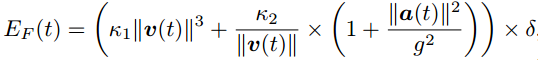 E_F(t) = \left( \kappa_1 \|\boldsymbol{v}(t)\|^3 + \frac{\kappa_2}{\|\boldsymbol{v}(t)\|} \times \left( 1 + \frac{\|\boldsymbol{a}(t)\|^2}{g^2} \right) \right) \times \delta